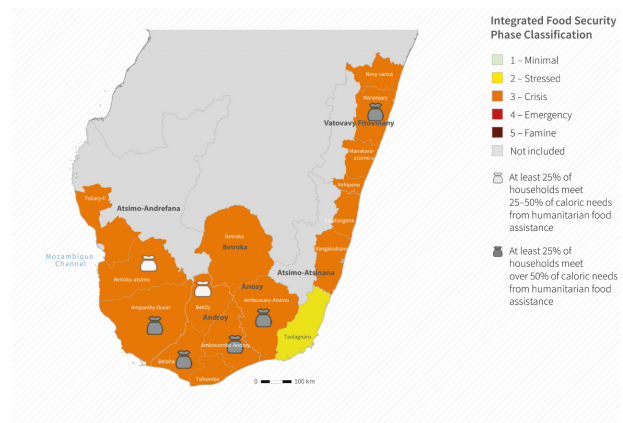 Integrated Food Security
Phase Classification
1 – Minimal
2 – Stressed
3 – Crisis
4 – Emergency
5 – Famine
Not included
At least 25% of
households meet
25–50% of caloric needs
from humanitarian food
assistance
At least 25% of
households meet
over 50% of caloric needs
from humanitarian food
assistance
Nosy varica
Mananjary
Vatovavy Fitovinany
Manakara-
atsimo
Vohipeno
Farafangana
Vangaindrano
Toliary-II
Atsimo-Andrefana
Betroka
Betroka
Mozambique
Channel
Betioky-atsimo
Atsimo-Atsinana
Anosy
Ampanihy Ouest
Bekily
Amboasary-Atsimo
Androy
Taolagnaro
Ambovombe Androy
Beloha
Tsihombe
0
100 km